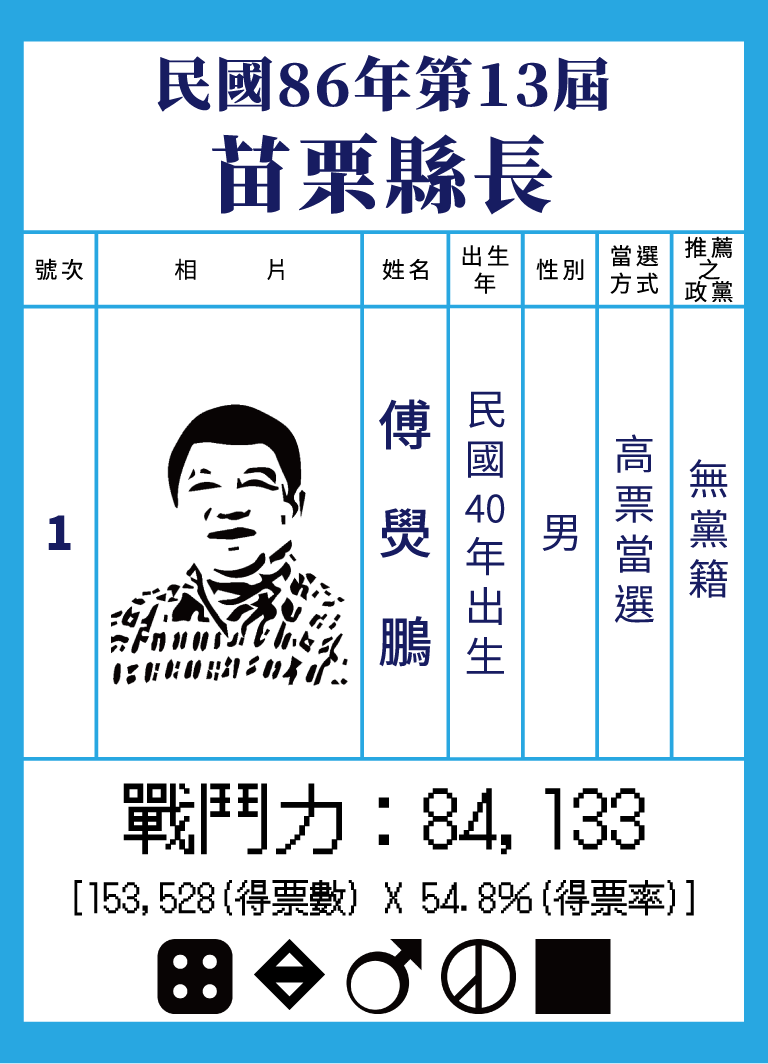 民國86年第13屆
苗栗縣長
號次
相 片
姓名
出生
年
性別
當選
方式
推薦
之
政黨
1
傅燢鵬
民國40年出生
男
高票當選
無黨籍
戰鬥力：84,133
[153,528(得票數) X 54.8%(得票率)]